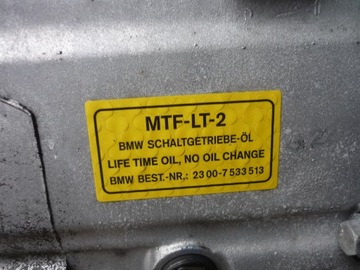 MTF-LT-2
BMW SCHALTGETRIEBE-ÖL
LIFE TIME OIL, NO OIL CHANGE
BMW BEST.-NR.: 23 00-7 533 513